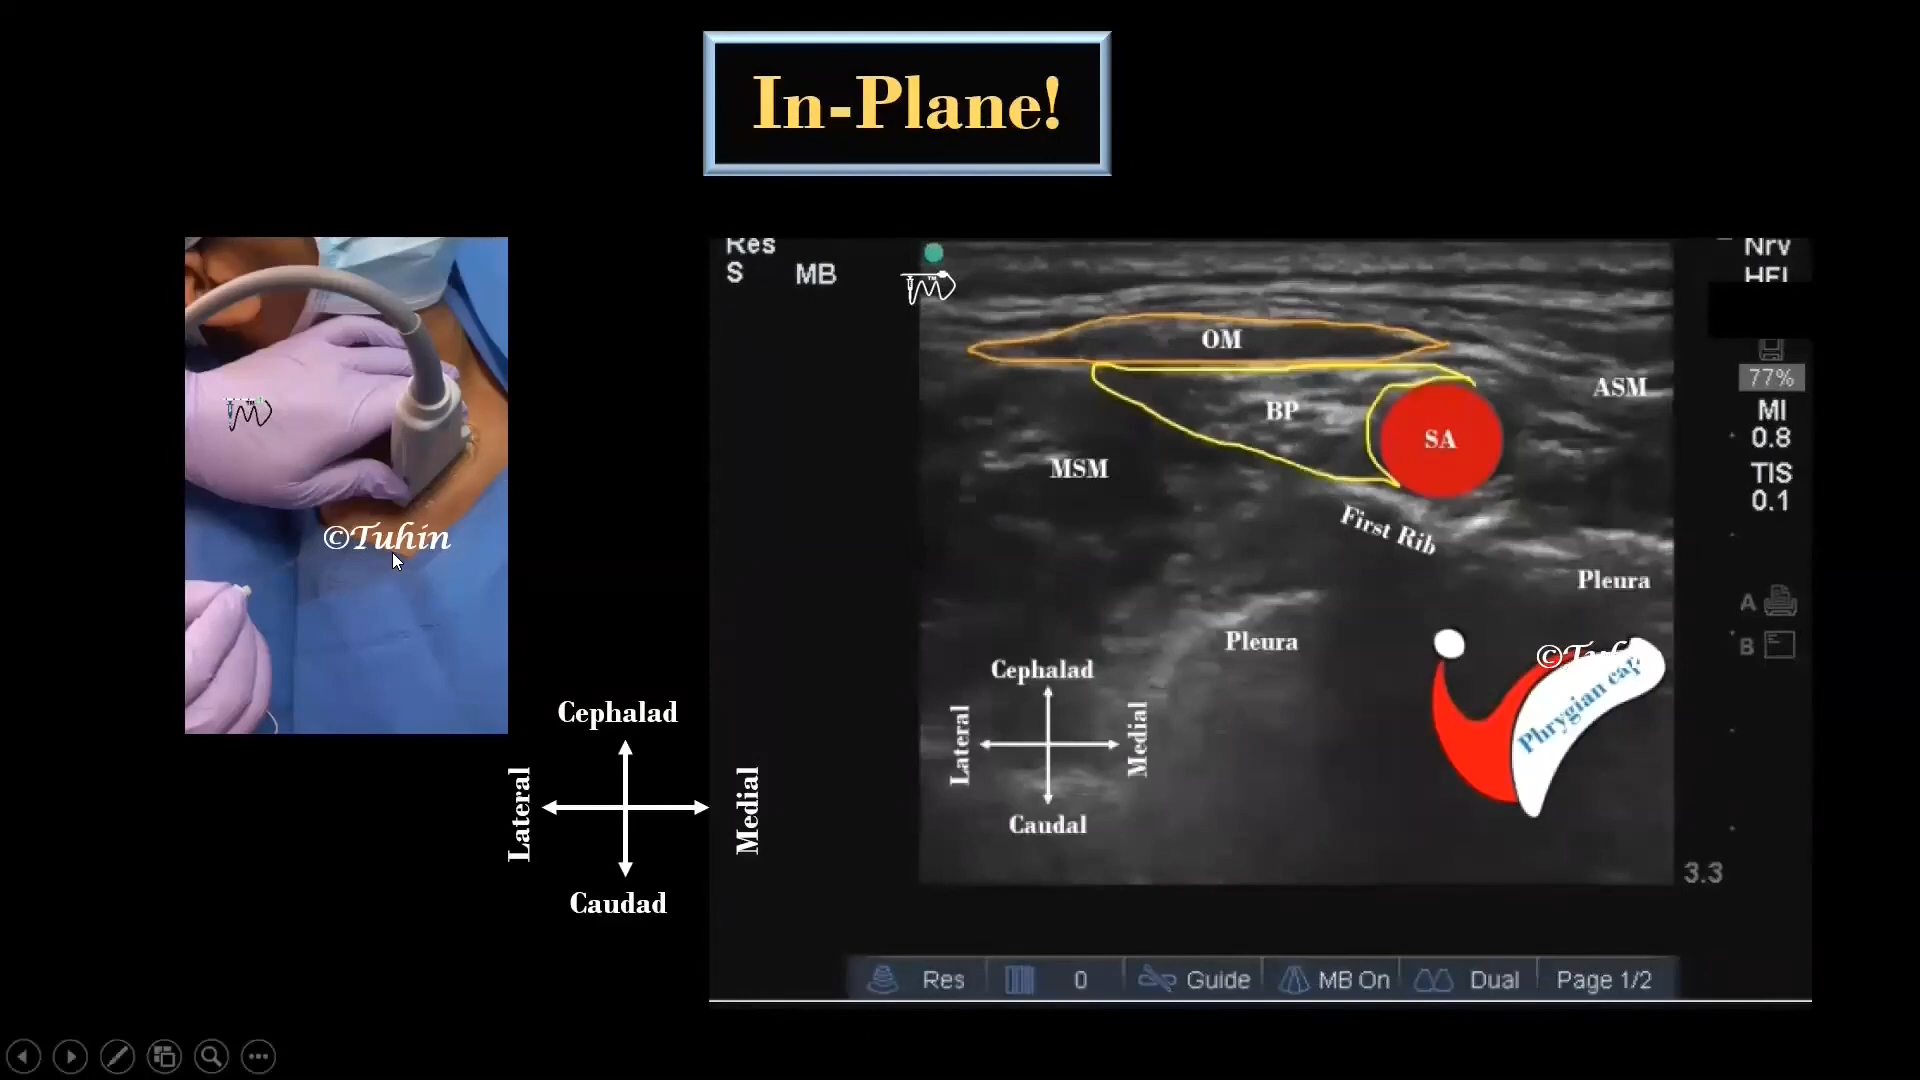 In-Plane!
Res
S MB
Nrv
77%
MI
0.8
TIS
0.1
A
B
3.3
OM
ASM
BP
SA
MSM
First Rib
Pleura
Pleura
Phrygian cap
Cephalad
Lateral
Medial
Caudal
©Tuhin
Cephalad
Lateral
Medial
Caudad
Res 0 Guide MB On Dual Page 1/2